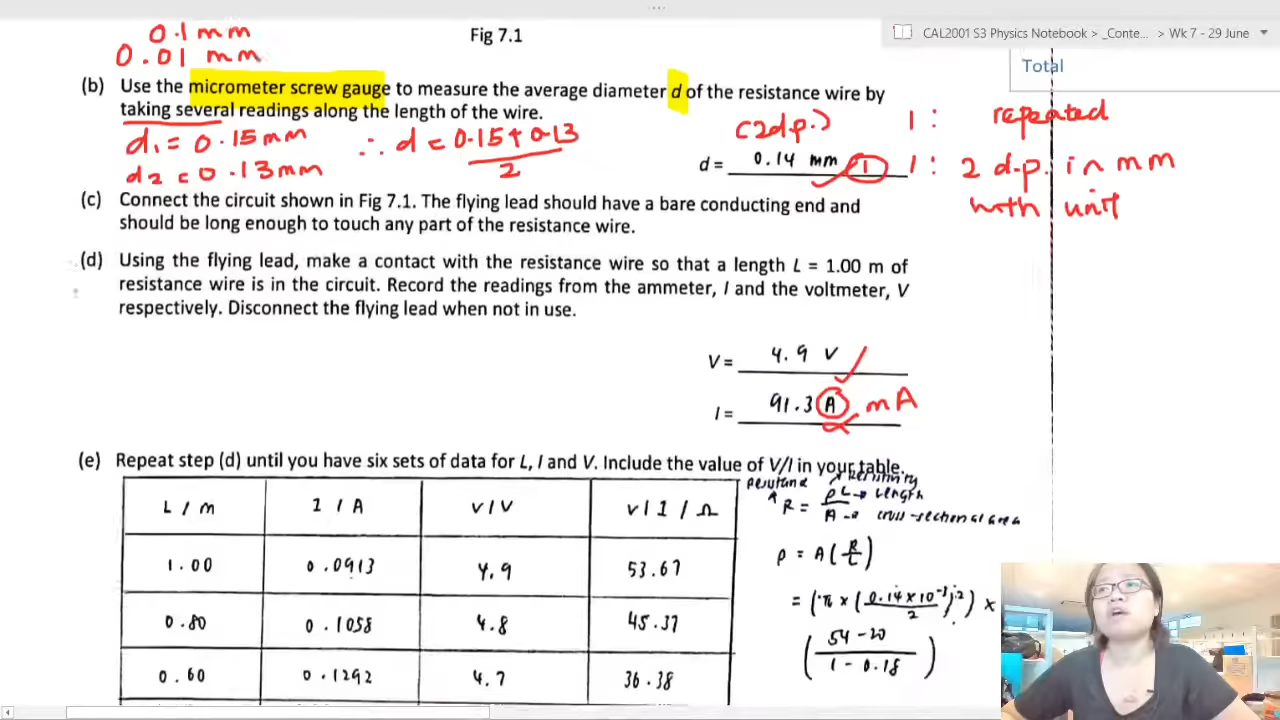 0.1 mm
0.01 mm
Fig 7.1
CAL2001 S3 Physics Notebook > _Conte... > Wk 7 - 29 June
Total
(b) Use the micrometer screw gauge to measure the average diameter d of the resistance wire by
taking several readings along the length of the wire.
d1 = 0.15 mm
d2 = 0.13 mm
∴ d = 0.15 + 0.13
2
(2 d.p.)
d = 0.14 mm 1
1 : repeated
1 : 2 d.p. in mm
with unit
(c) Connect the circuit shown in Fig 7.1. The flying lead should have a bare conducting end and
should be long enough to touch any part of the resistance wire.
(d) Using the flying lead, make a contact with the resistance wire so that a length L = 1.00 m of
resistance wire is in the circuit. Record the readings from the ammeter, I and the voltmeter, V
respectively. Disconnect the flying lead when not in use.
V = 4.9 V
I = 91.3 A mA
(e) Repeat step (d) until you have six sets of data for L, I and V. Include the value of V/I in your table.
L / m I / A V / V V / I / Ω
1.00 0.0913 4.9 53.67
0.80 0.1058 4.8 45.37
0.60 0.1292 4.7 36.38
resistivity
R = ρL → length
A → cross-sectional area
ρ = A (R/L)
= (π × (0.14 × 10⁻³/2)²) ×
(54 - 20
1 - 0.18)